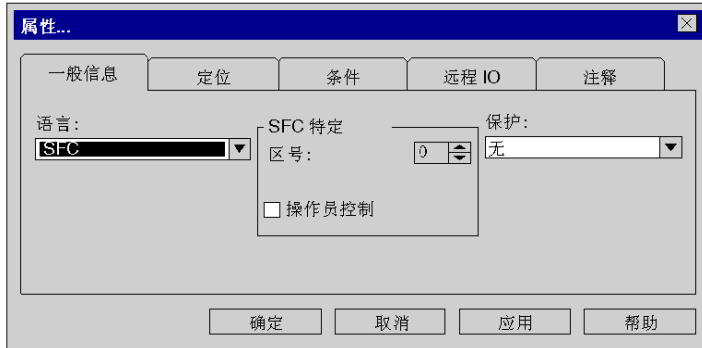 属性...
一般信息 定位 条件 远程 IO 注释
语言:
SFC
SFC 特定
区号: 0
操作员控制
保护:
无
确定 取消 应用 帮助